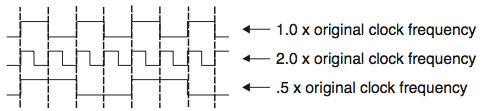 1.0 x original clock frequency
2.0 x original clock frequency
.5 x original clock frequency